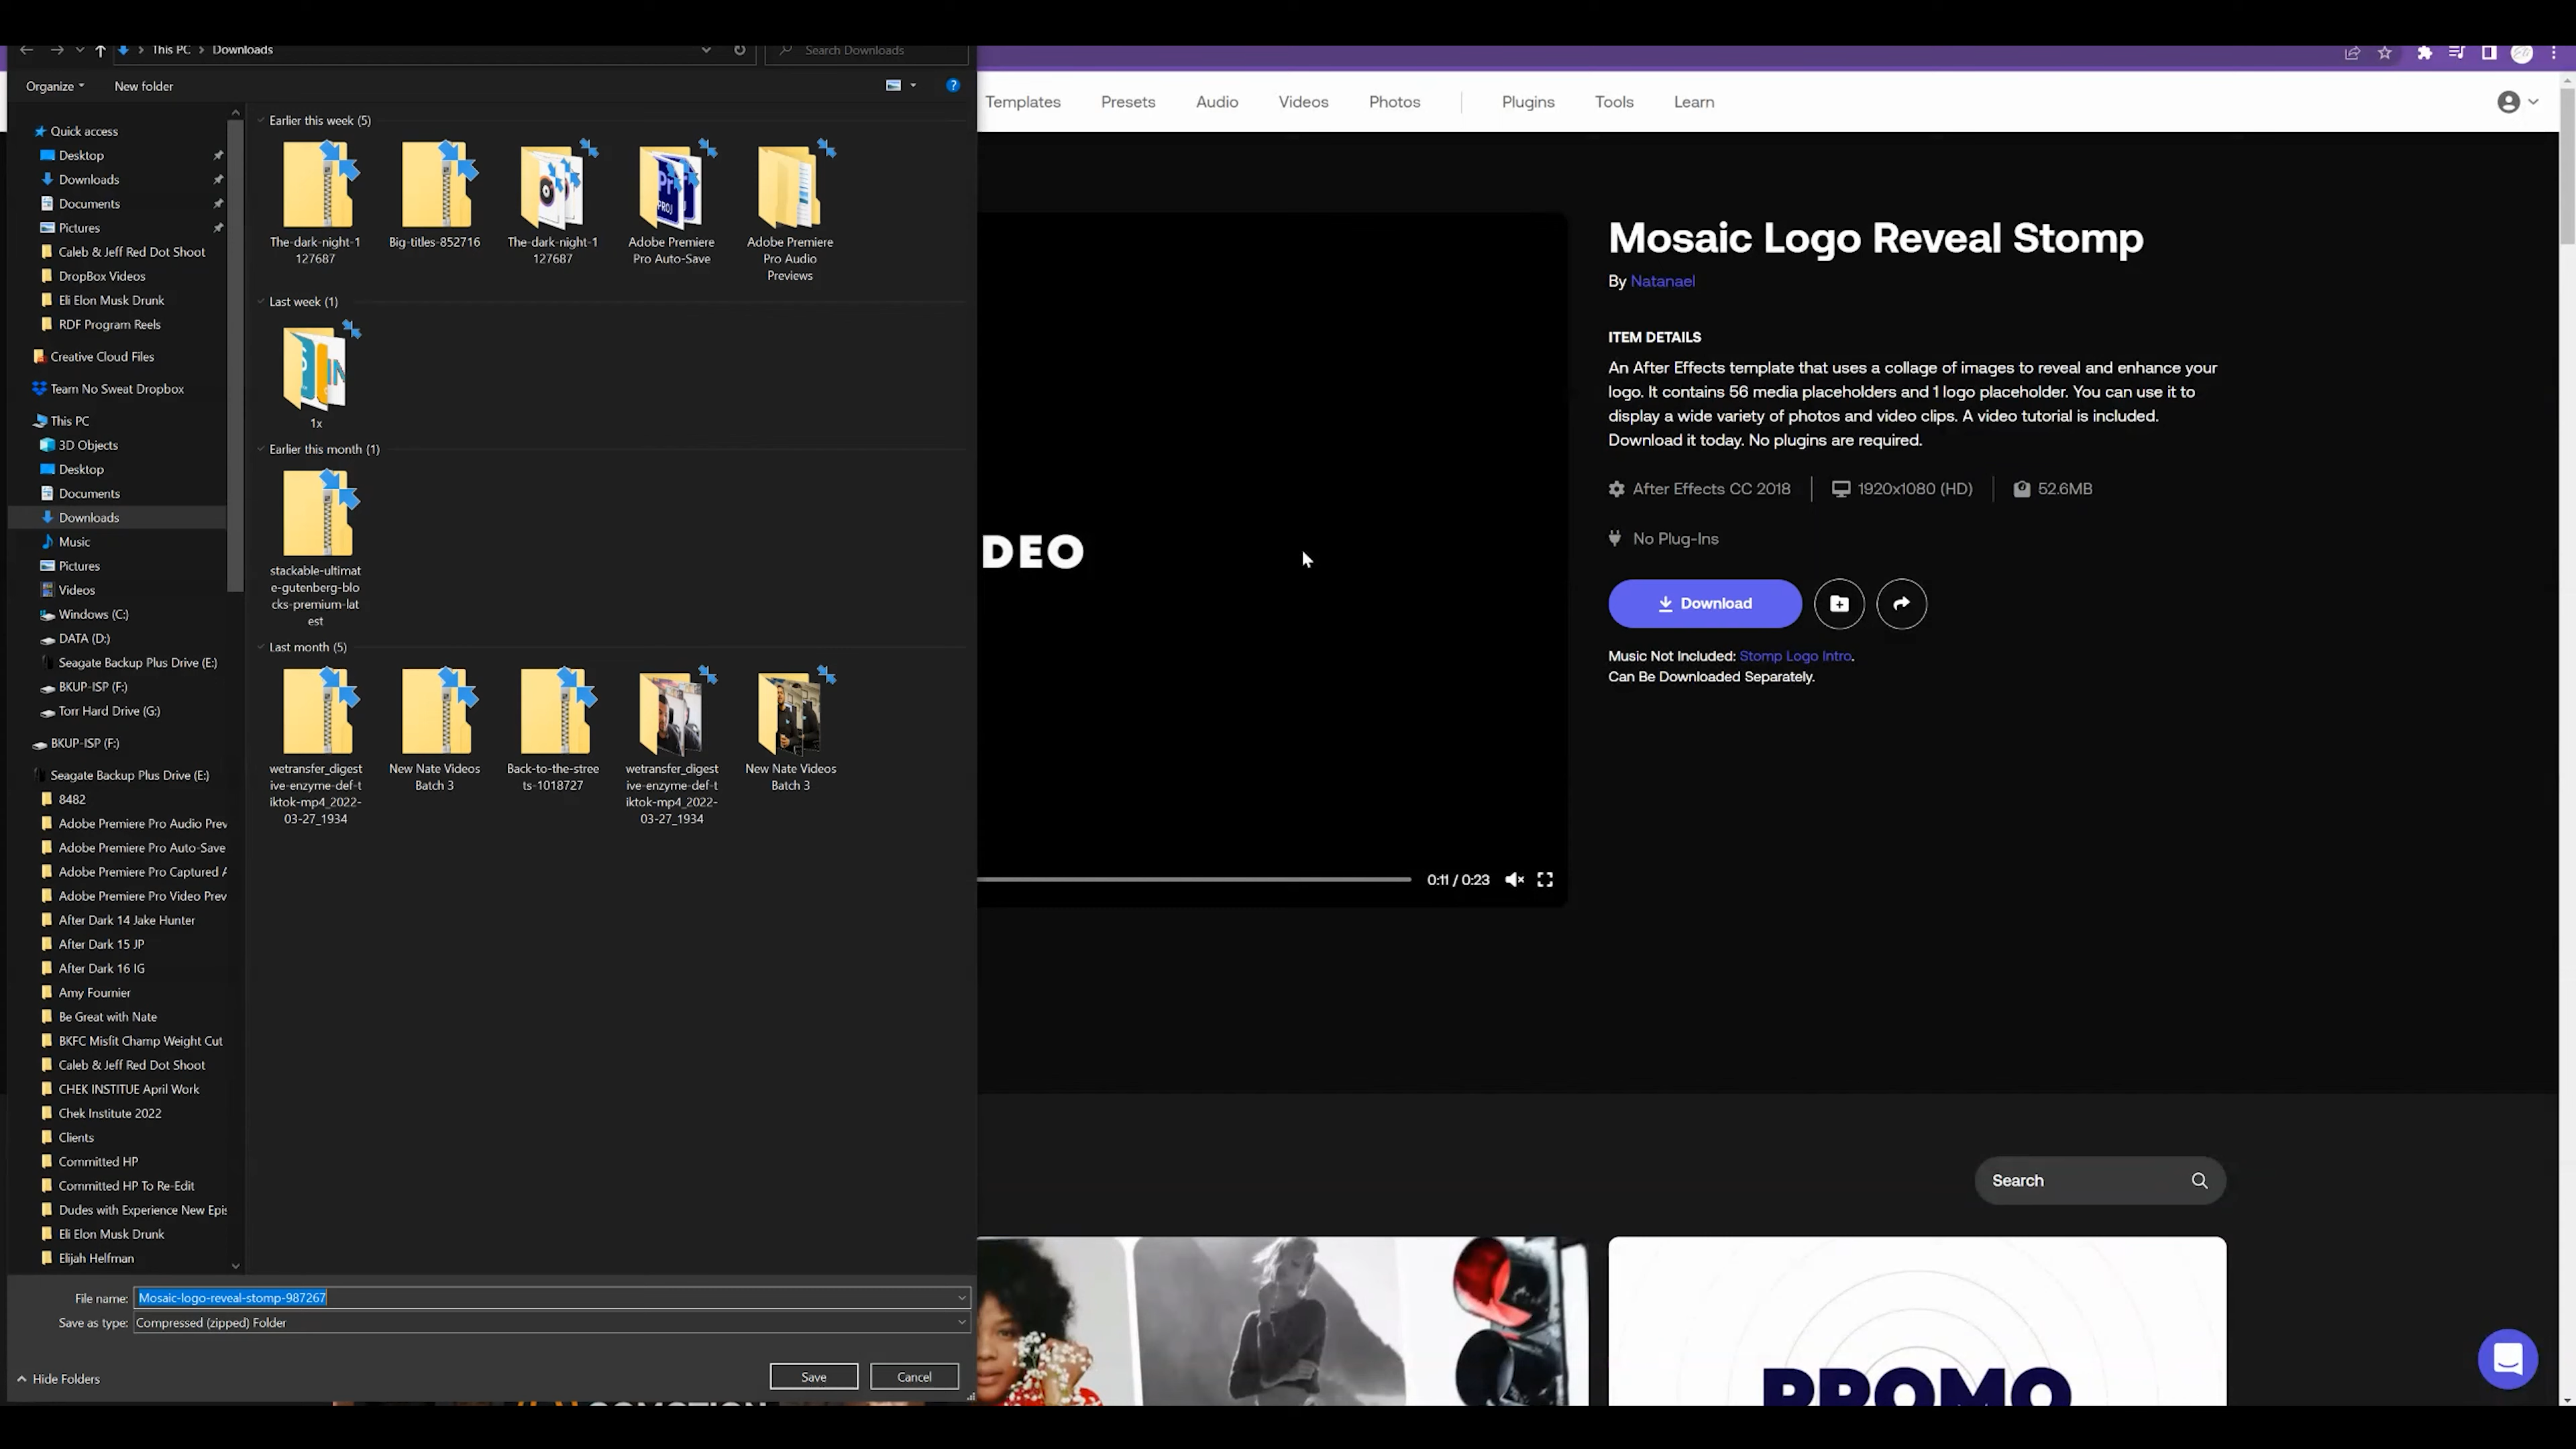 This PC
Downloads
Search Downloads
Organize
New folder
Quick access
Desktop
Downloads
Documents
Pictures
Caleb & Jeff Red Dot Shoot
DropBox Videos
Eli Elon Musk Drunk
RDF Program Reels
Creative Cloud Files
Team No Sweat Dropbox
This PC
3D Objects
Desktop
Documents
Downloads
Music
Pictures
Videos
Windows (C:)
DATA (D:)
Seagate Backup Plus Drive (E:)
BKUP-ISP (F:)
Torr Hard Drive (G:)
BKUP-ISP (F:)
Seagate Backup Plus Drive (E:)
8482
Adobe Premiere Pro Audio Prev
Adobe Premiere Pro Auto-Save
Adobe Premiere Pro Captured A
Adobe Premiere Pro Video Prev
After Dark 14 Jake Hunter
After Dark 15 JP
After Dark 16 IG
Amy Fournier
Be Great with Nate
BKFC Misfit Champ Weight Cut
Caleb & Jeff Red Dot Shoot
CHEK INSTITUE April Work
Chek Institute 2022
Clients
Committed HP
Committed HP To Re-Edit
Dudes with Experience New Epis
Eli Elon Musk Drunk
Elijah Helfman
Earlier this week (5)
The-dark-night-1
127687
Big-titles-852716
The-dark-night-1
127687
Adobe Premiere
Pro Auto-Save
Adobe Premiere
Pro Audio
Previews
Last week (1)
1x
Earlier this month (1)
stackable-ultimat
e-gutenberg-blo
cks-premium-lat
est
Last month (5)
wetransfer_digest
ive-enzyme-def-t
iktok-mp4_2022-
03-27_1934
New Nate Videos
Batch 3
Back-to-the-stree
ts-1018727
wetransfer_digest
ive-enzyme-def-t
iktok-mp4_2022-
03-27_1934
New Nate Videos
Batch 3
File name:
Mosaic-logo-reveal-stomp-987267
Save as type:
Compressed (zipped) Folder
Hide Folders
Save
Cancel
Templates
Presets
Audio
Videos
Photos
Plugins
Tools
Learn
DEO
0:11 / 0:23
Mosaic Logo Reveal Stomp
By Natanael
ITEM DETAILS
An After Effects template that uses a collage of images to reveal and enhance your
logo. It contains 56 media placeholders and 1 logo placeholder. You can use it to
display a wide variety of photos and video clips. A video tutorial is included.
Download it today. No plugins are required.
After Effects CC 2018
1920x1080 (HD)
52.6MB
No Plug-Ins
Download
Music Not Included: Stomp Logo Intro.
Can Be Downloaded Separately.
Search
PROMO